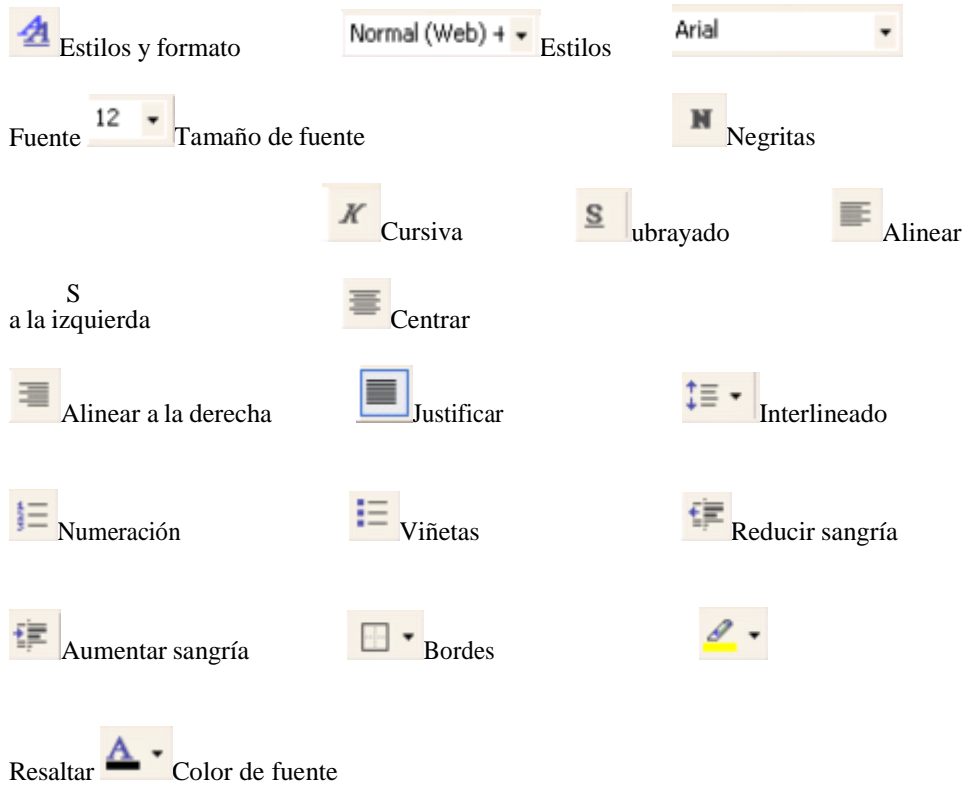 Estilos y formato Normal (Web) + Estilos Arial
Fuente 12 Tamaño de fuente N Negritas
K Cursiva S ubrayado Alinear
S
a la izquierda Centrar
Alinear a la derecha Justificar Interlineado
Numeración Viñetas Reducir sangría
Aumentar sangría Bordes
Resaltar A Color de fuente